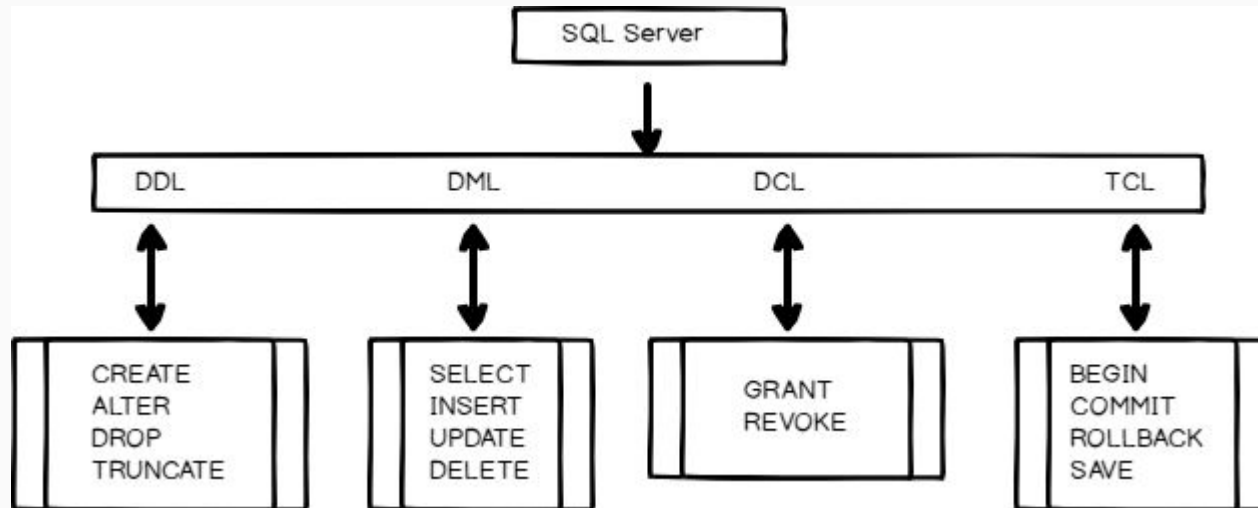 SQL Server
DDL DML DCL TCL
CREATE
ALTER
DROP
TRUNCATE
SELECT
INSERT
UPDATE
DELETE
GRANT
REVOKE
BEGIN
COMMIT
ROLLBACK
SAVE